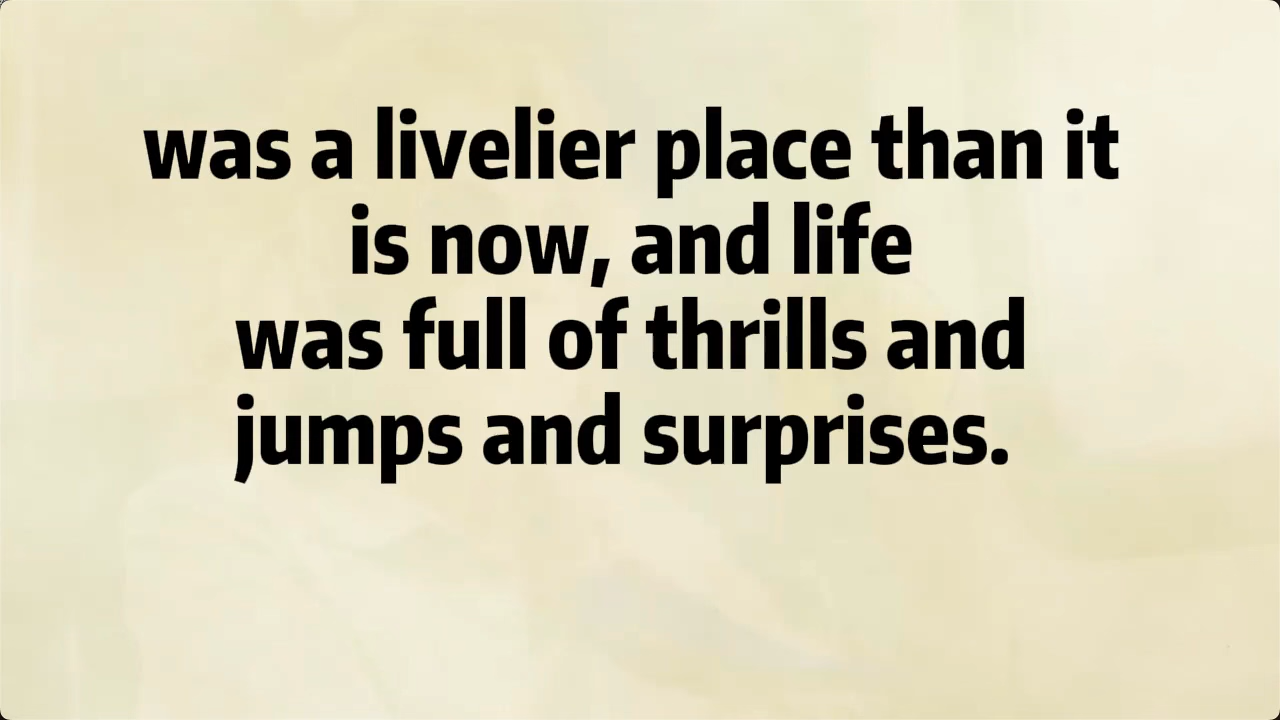 was a livelier place than it
is now, and life
was full of thrills and
jumps and surprises.